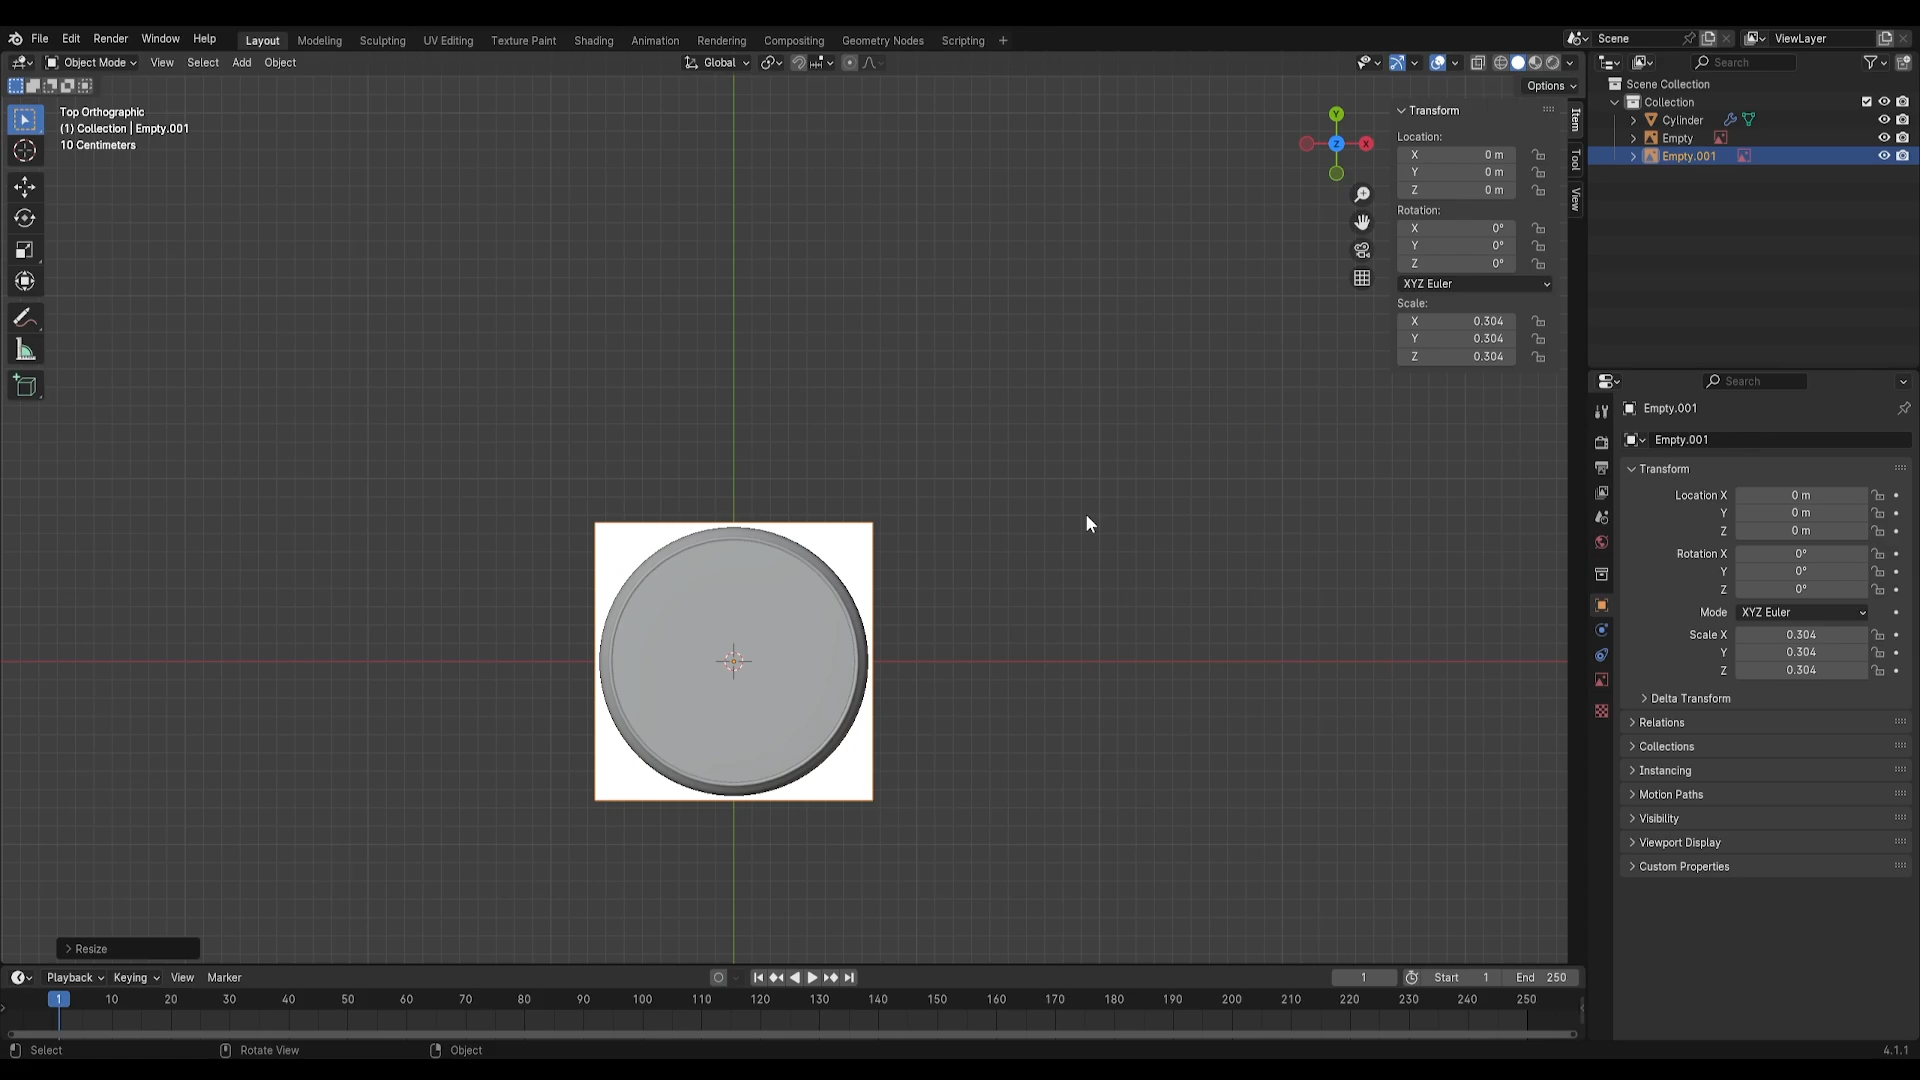 File Edit Render Window Help Layout Modeling Sculpting UV Editing Texture Paint Shading Animation Rendering Compositing Geometry Nodes Scripting + Scene ViewLayer
Object Mode View Select Add Object Global Search
Options
Top Orthographic
(1) Collection | Empty.001
10 Centimeters
Y
Z X
Transform
Location:
X 0 m
Y 0 m
Z 0 m
Rotation:
X 0°
Y 0°
Z 0°
XYZ Euler
Scale:
X 0.304
Y 0.304
Z 0.304
Item
Tool
View
Scene Collection
Collection
Cylinder
Empty
Empty.001
Search
Empty.001
Empty.001
Transform
Location X 0 m
Y 0 m
Z 0 m
Rotation X 0°
Y 0°
Z 0°
Mode XYZ Euler
Scale X 0.304
Y 0.304
Z 0.304
Delta Transform
Relations
Collections
Instancing
Motion Paths
Visibility
Viewport Display
Custom Properties
Resize
Playback Keying View Marker 1 Start 1 End 250
1 10 20 30 40 50 60 70 80 90 100 110 120 130 140 150 160 170 180 190 200 210 220 230 240 250
Select Rotate View Object 4.1.1